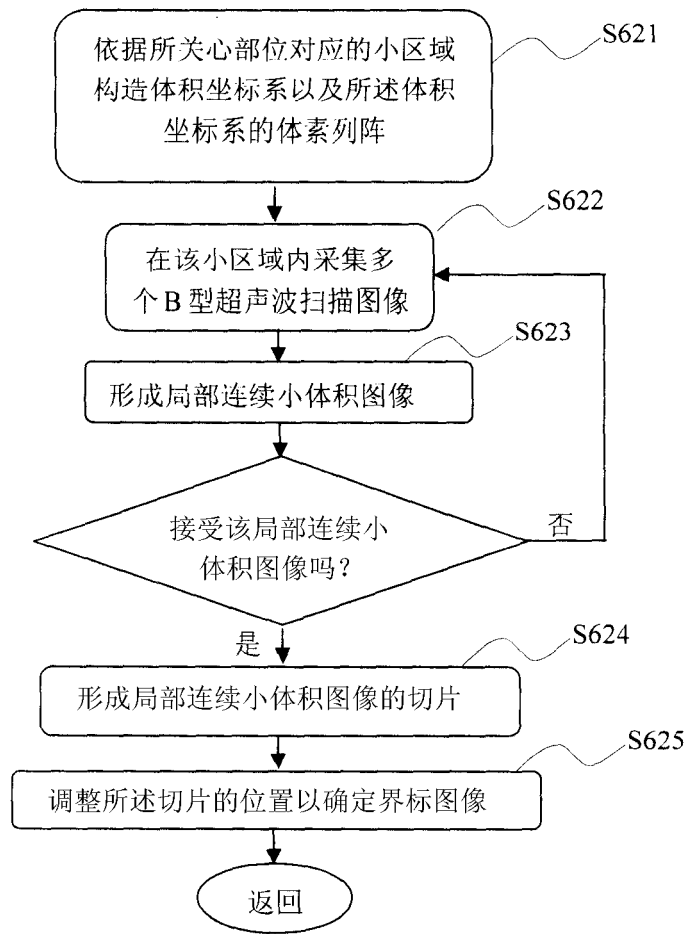 S621
依据所关心部位对应的小区域
构造体积坐标系以及所述体积
坐标系的体素列阵
S622
在该小区域内采集多
个 B 型超声波扫描图像
S623
形成局部连续小体积图像
接受该局部连续小
体积图像吗？
否
是
S624
形成局部连续小体积图像的切片
S625
调整所述切片的位置以确定界标图像
返回